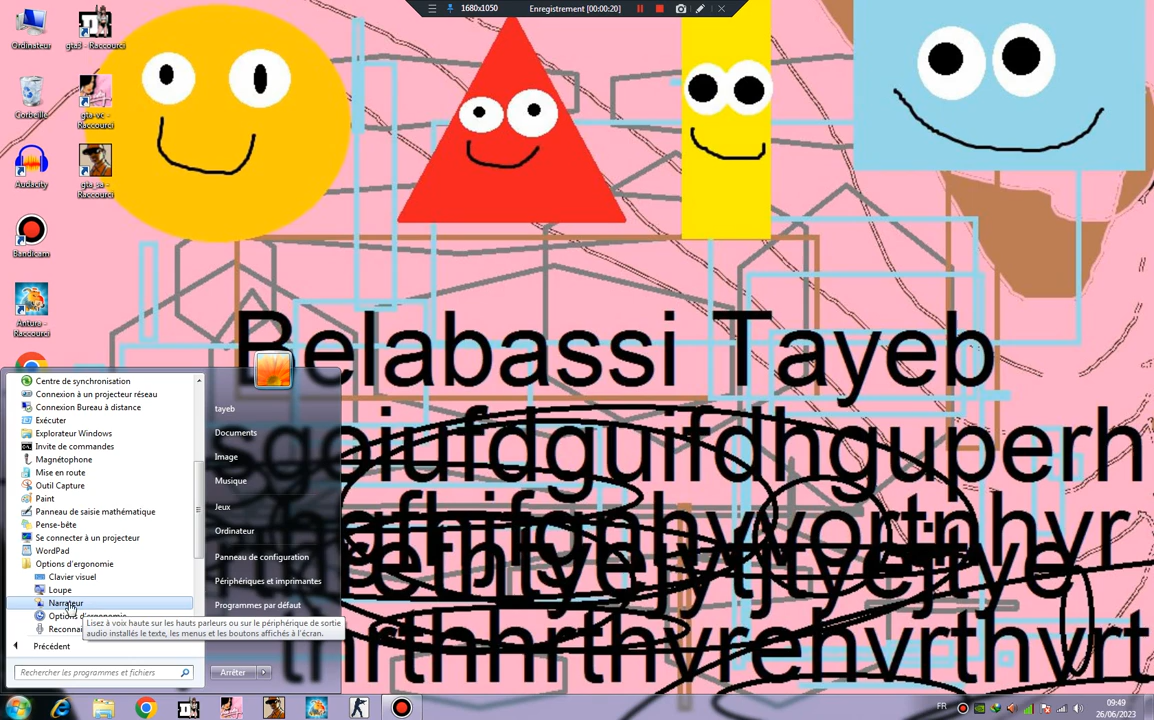 1680x1050
Enregistrement [00:00:20]
Ordinateur
gta3 - Raccourci
Corbeille
gta-vc - Raccourci
Audacity
gta_sa - Raccourci
Bandicam
Antura - Raccourci
Belabassi Tayeb
Centre de synchronisation
Connexion à un projecteur réseau
Connexion Bureau à distance
Exécuter
Explorateur Windows
Invite de commandes
Magnétophone
Mise en route
Outil Capture
Paint
Panneau de saisie mathématique
Pense-bête
Se connecter à un projecteur
WordPad
Options d'ergonomie
Clavier visuel
Loupe
Narrateur
Lisez à voix haute sur les hauts parleurs ou sur le périphérique de sortie
audio installés le texte, les menus et les boutons affichés à l'écran.
Précédent
Rechercher les programmes et fichiers
tayeb
Documents
Image
Musique
Jeux
Ordinateur
Panneau de configuration
Périphériques et imprimantes
Programmes par défaut
Arrêter
FR
09:49
26/06/2023